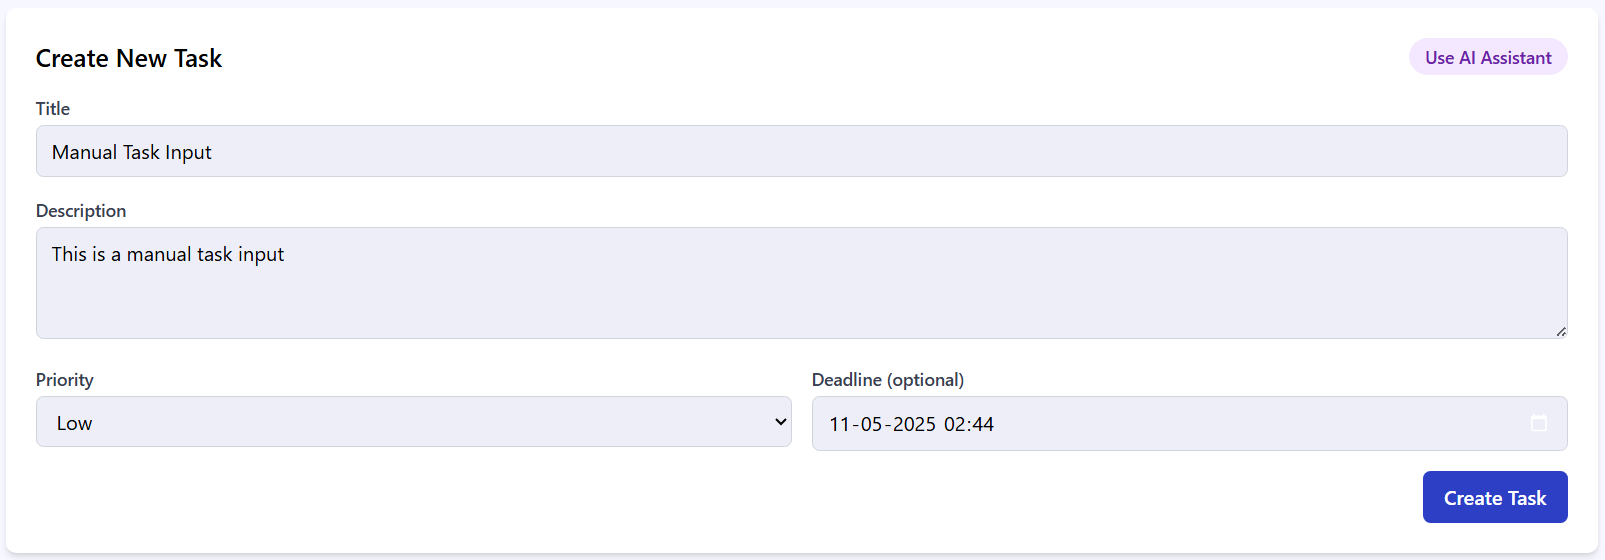 Create New Task
Use AI Assistant
Title
Manual Task Input
Description
This is a manual task input
Priority
Deadline (optional)
Low
11-05-2025 02:44
Create Task